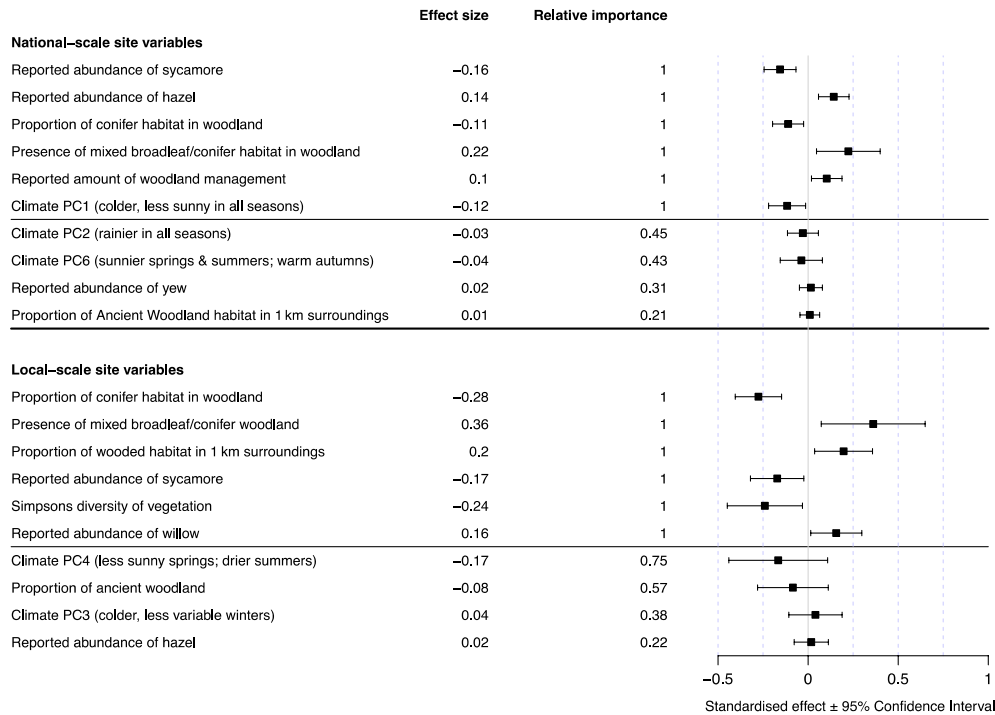 Effect size Relative importance
National–scale site variables
Reported abundance of sycamore −0.16 1
Reported abundance of hazel 0.14 1
Proportion of conifer habitat in woodland −0.11 1
Presence of mixed broadleaf/conifer habitat in woodland 0.22 1
Reported amount of woodland management 0.1 1
Climate PC1 (colder, less sunny in all seasons) −0.12 1
Climate PC2 (rainier in all seasons) −0.03 0.45
Climate PC6 (sunnier springs & summers; warm autumns) −0.04 0.43
Reported abundance of yew 0.02 0.31
Proportion of Ancient Woodland habitat in 1 km surroundings 0.01 0.21
Local–scale site variables
Proportion of conifer habitat in woodland −0.28 1
Presence of mixed broadleaf/conifer woodland 0.36 1
Proportion of wooded habitat in 1 km surroundings 0.2 1
Reported abundance of sycamore −0.17 1
Simpsons diversity of vegetation −0.24 1
Reported abundance of willow 0.16 1
Climate PC4 (less sunny springs; drier summers) −0.17 0.75
Proportion of ancient woodland −0.08 0.57
Climate PC3 (colder, less variable winters) 0.04 0.38
Reported abundance of hazel 0.02 0.22
−0.5 0 0.5 1
Standardised effect ± 95% Confidence Interval